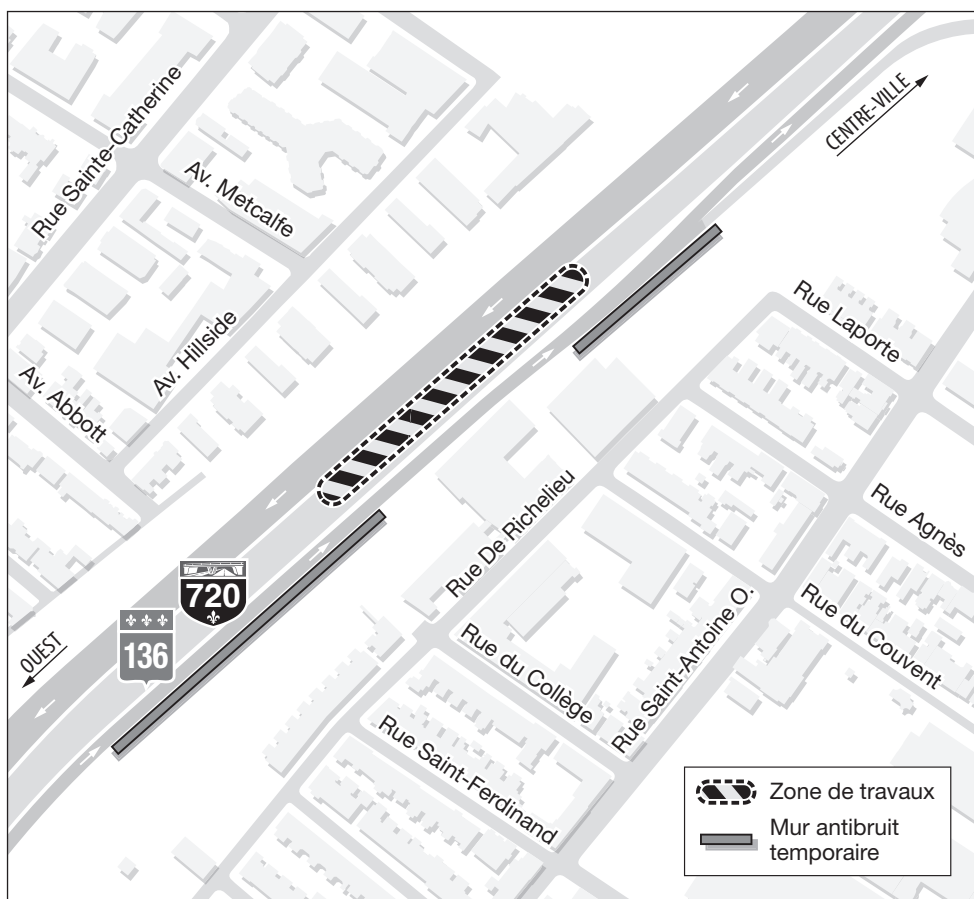 Rue Sainte-Catherine
Av. Metcalfe
CENTRE-VILLE
Av. Hillside
Av. Abbott
Rue Laporte
Rue De Richelieu
Rue Agnès
720
136
OUEST
Rue du Couvent
Rue du Collège
Rue Saint-Antoine O.
Rue Saint-Ferdinand
Zone de travaux
Mur antibruit
temporaire